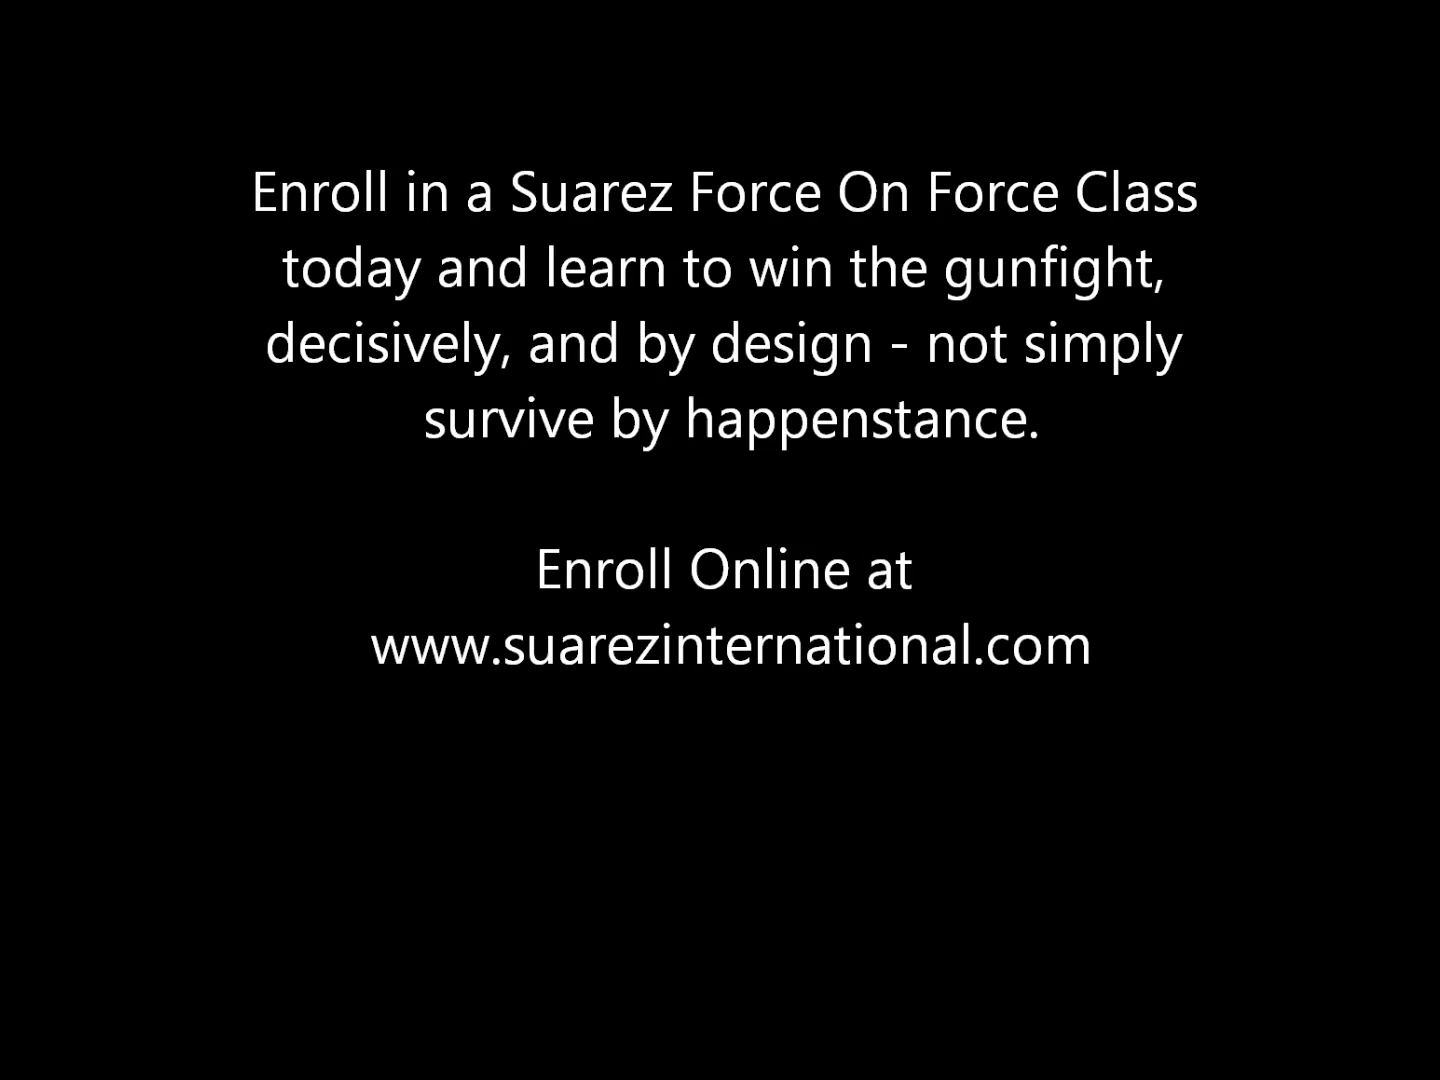 Enroll in a Suarez Force On Force Class
today and learn to win the gunfight,
decisively, and by design - not simply
survive by happenstance.
Enroll Online at
www.suarezinternational.com